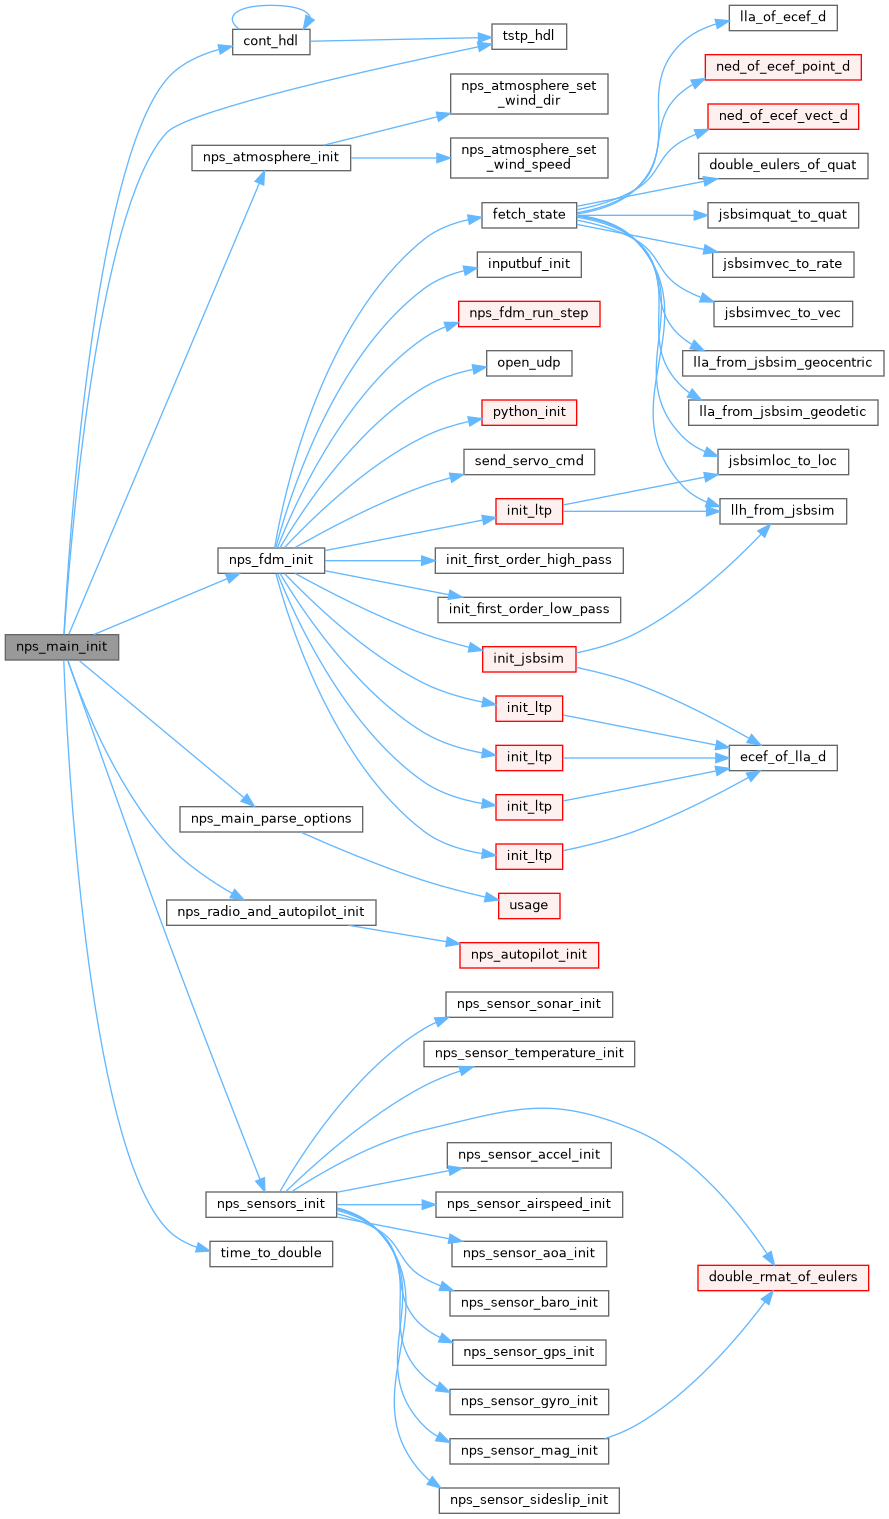 nps_main_init
cont_hdl
tstp_hdl
nps_atmosphere_init
nps_atmosphere_set
_wind_dir
nps_atmosphere_set
_wind_speed
nps_fdm_init
fetch_state
lla_of_ecef_d
ned_of_ecef_point_d
ned_of_ecef_vect_d
double_eulers_of_quat
jsbsimquat_to_quat
jsbsimvec_to_rate
jsbsimvec_to_vec
lla_from_jsbsim_geocentric
lla_from_jsbsim_geodetic
jsbsimloc_to_loc
llh_from_jsbsim
inputbuf_init
nps_fdm_run_step
open_udp
python_init
send_servo_cmd
init_ltp
init_first_order_high_pass
init_first_order_low_pass
init_jsbsim
init_ltp
init_ltp
init_ltp
init_ltp
ecef_of_lla_d
nps_main_parse_options
usage
nps_radio_and_autopilot_init
nps_autopilot_init
nps_sensors_init
nps_sensor_sonar_init
nps_sensor_temperature_init
nps_sensor_accel_init
nps_sensor_airspeed_init
nps_sensor_aoa_init
nps_sensor_baro_init
nps_sensor_gps_init
nps_sensor_gyro_init
nps_sensor_mag_init
nps_sensor_sideslip_init
double_rmat_of_eulers
time_to_double